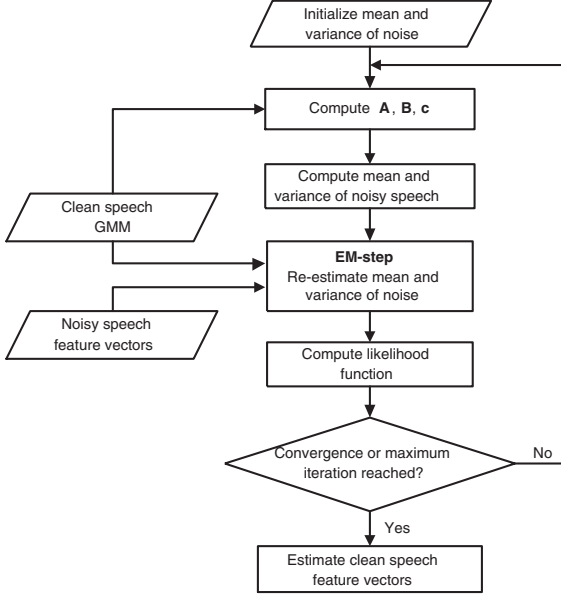 Initialize mean and
variance of noise
Compute A, B, c
Compute mean and
variance of noisy speech
Clean speech
GMM
EM-step
Re-estimate mean and
variance of noise
Noisy speech
feature vectors
Compute likelihood
function
Convergence or maximum
iteration reached?
No
Yes
Estimate clean speech
feature vectors